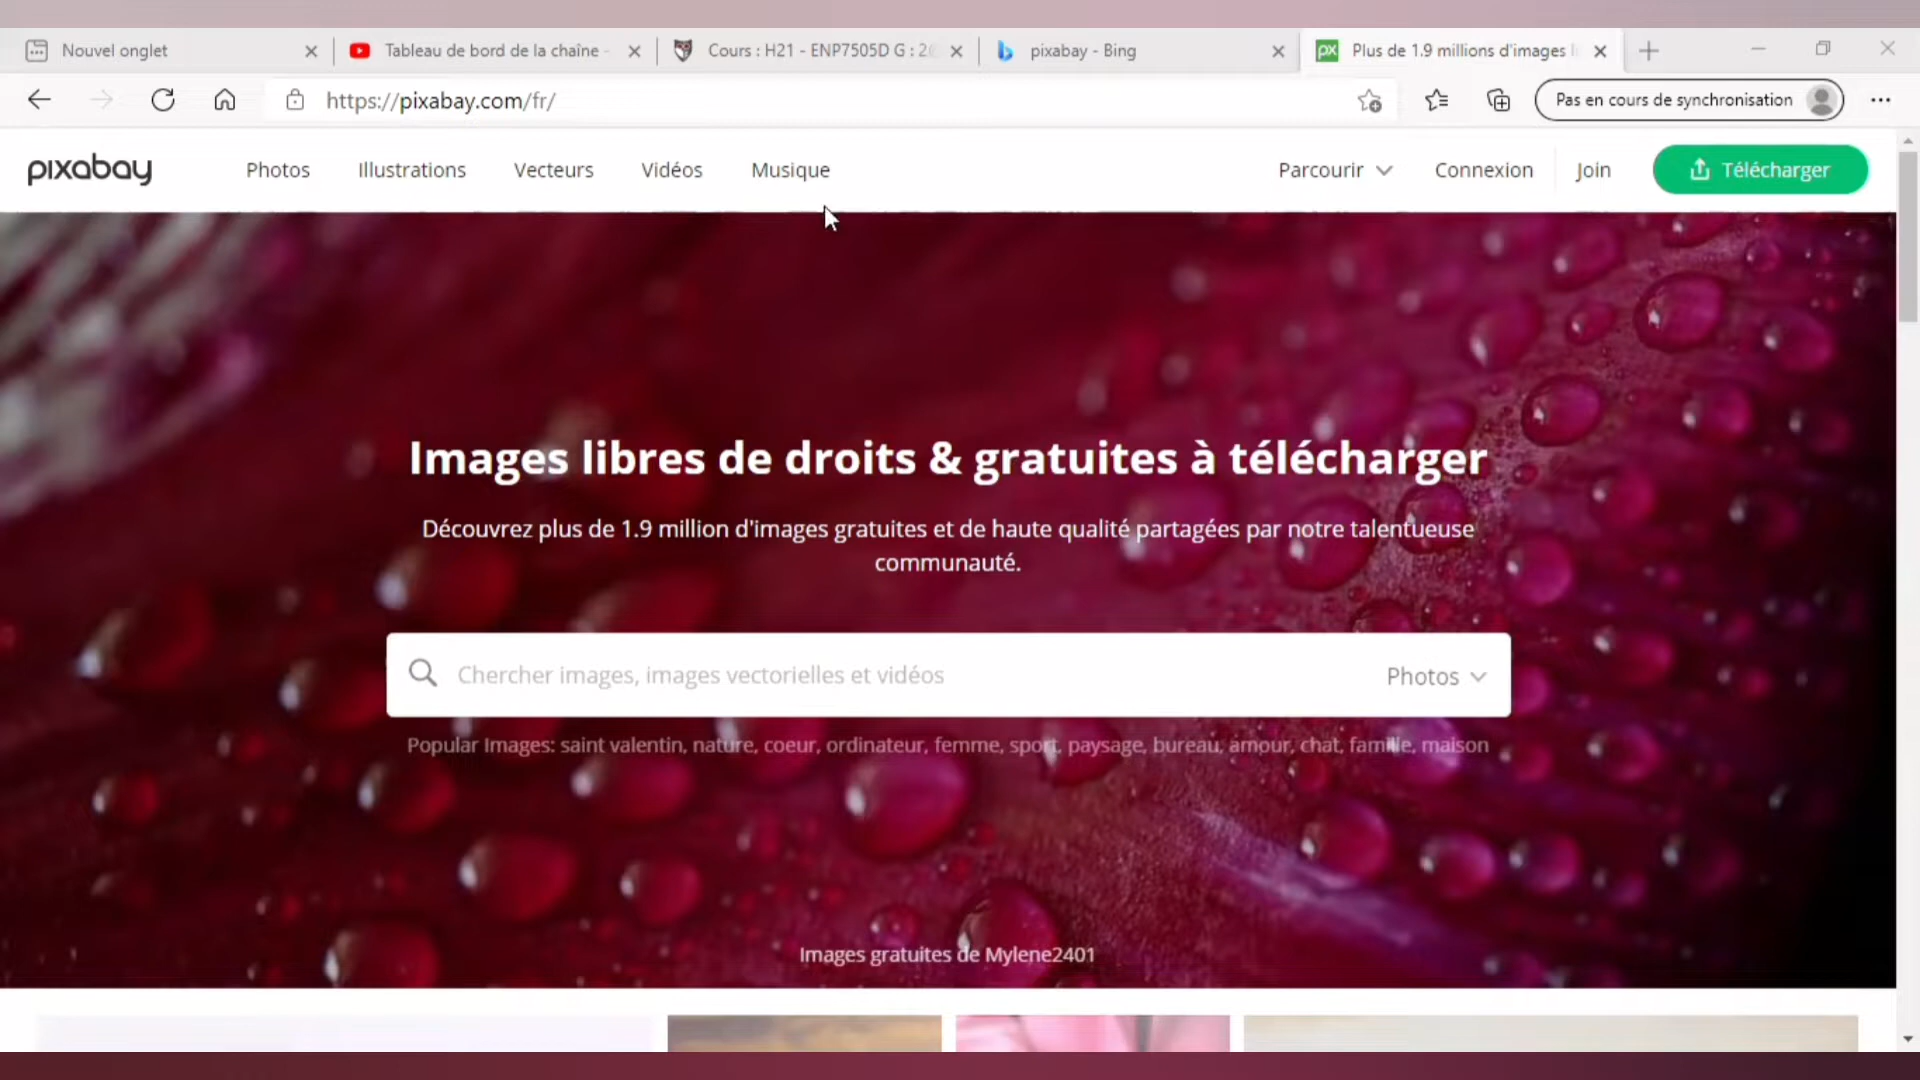 Nouvel onglet
Tableau de bord de la chaîne -
Cours : H21 - ENP7505D G : 2
pixabay - Bing
Plus de 1.9 millions d'images
https://pixabay.com/fr/
Pas en cours de synchronisation
pixabay
Photos
Illustrations
Vecteurs
Vidéos
Musique
Parcourir
Connexion
Join
Télécharger
Images libres de droits & gratuites à télécharger
Découvrez plus de 1.9 million d'images gratuites et de haute qualité partagées par notre talentueuse
communauté.
Chercher images, images vectorielles et vidéos
Photos
Popular Images: saint valentin, nature, coeur, ordinateur, femme, sport, paysage, bureau, amour, chat, famille, maison
Images gratuites de Mylene2401